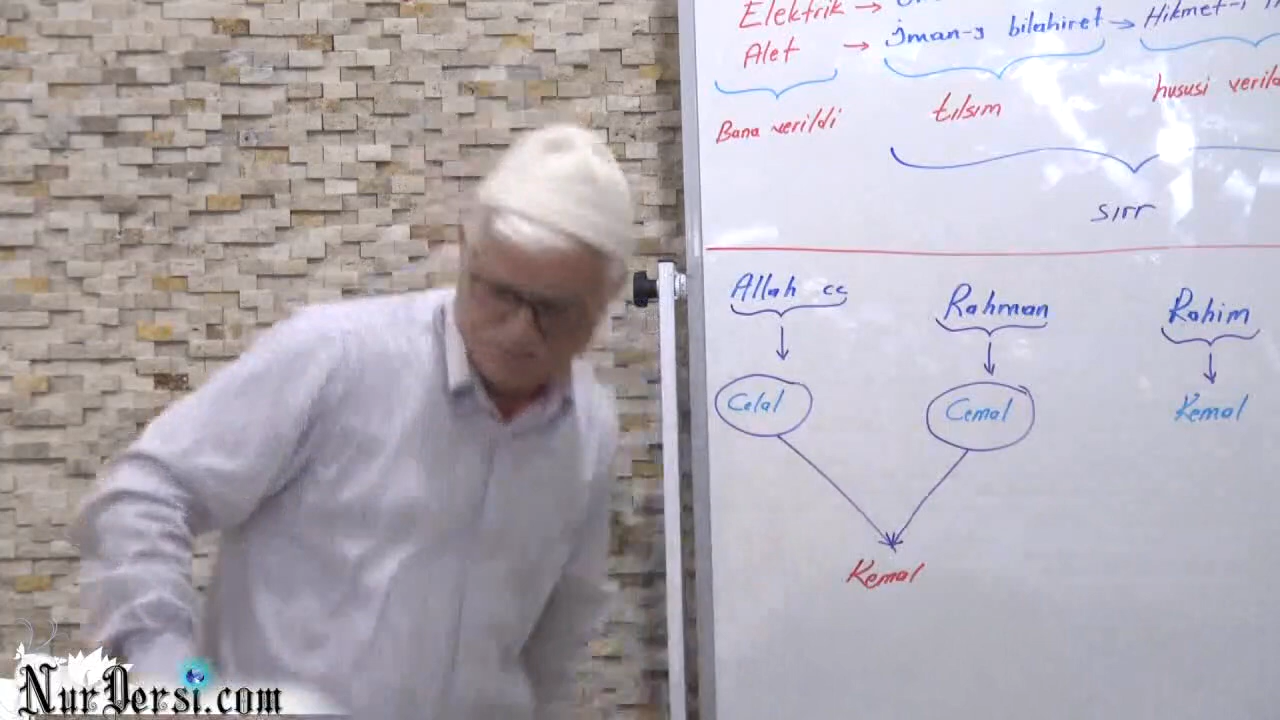 Elektrik →
Alet → İman-ı bilahiret → Hikmet-i
Bana verildi tılsım hususi
sırr
Allah cc Rahman Rahim
Celal Cemal Kemal
Kemal
NurDersi.com